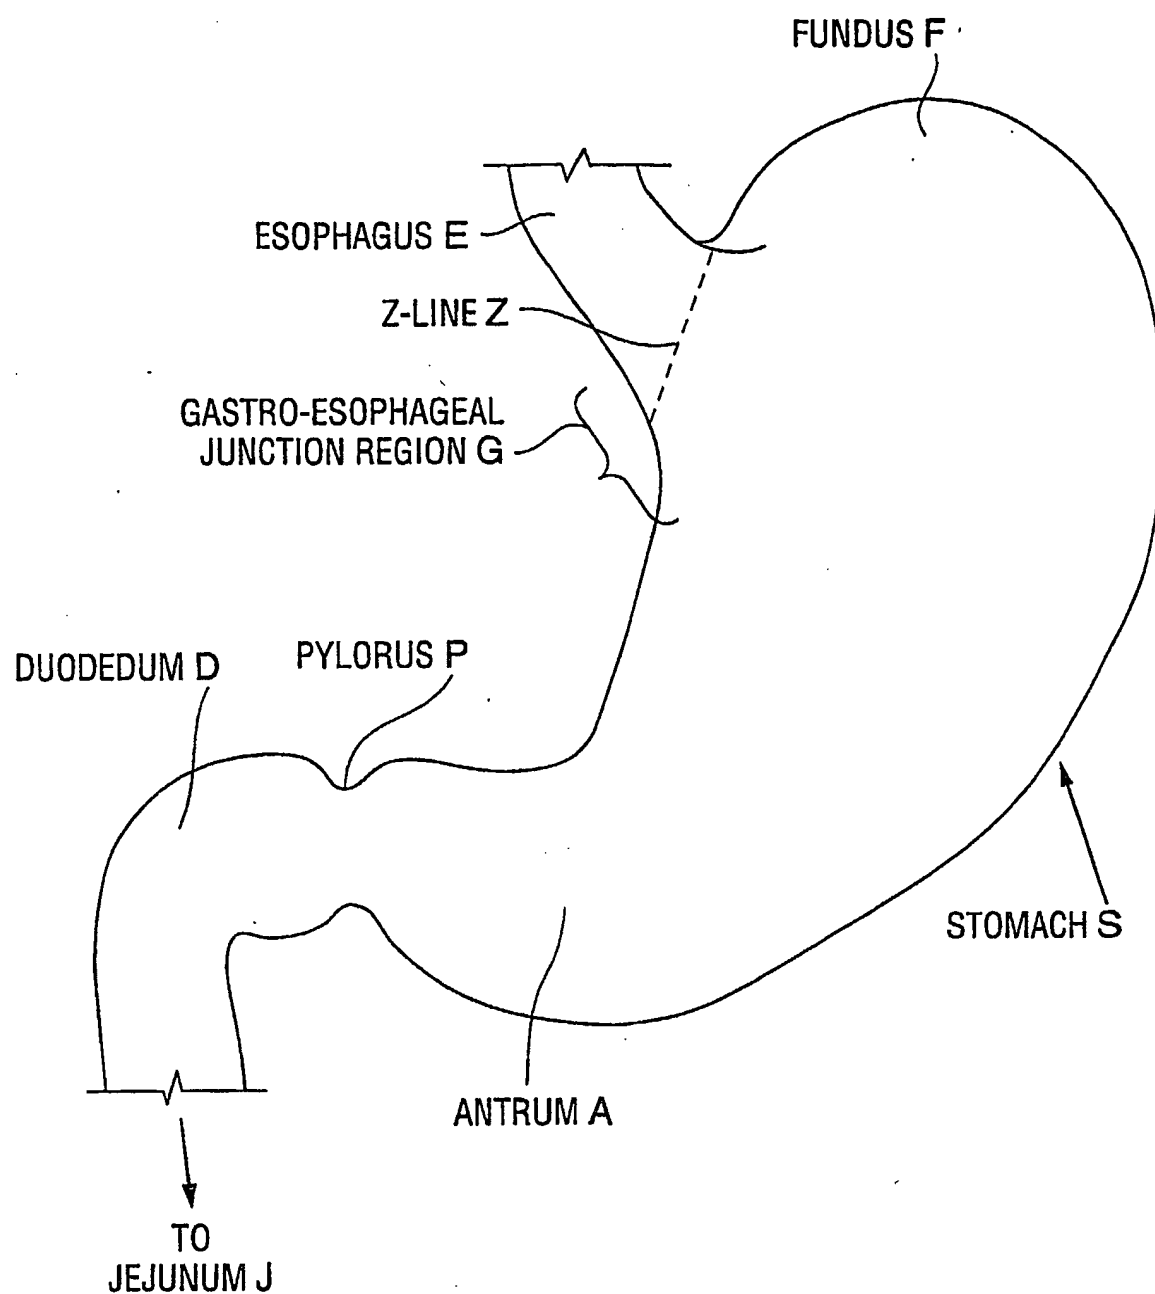 FUNDUS F
ESOPHAGUS E
Z-LINE Z
GASTRO-ESOPHAGEAL
JUNCTION REGION G
DUODEDUM D
PYLORUS P
STOMACH S
ANTRUM A
TO
JEJUNUM J